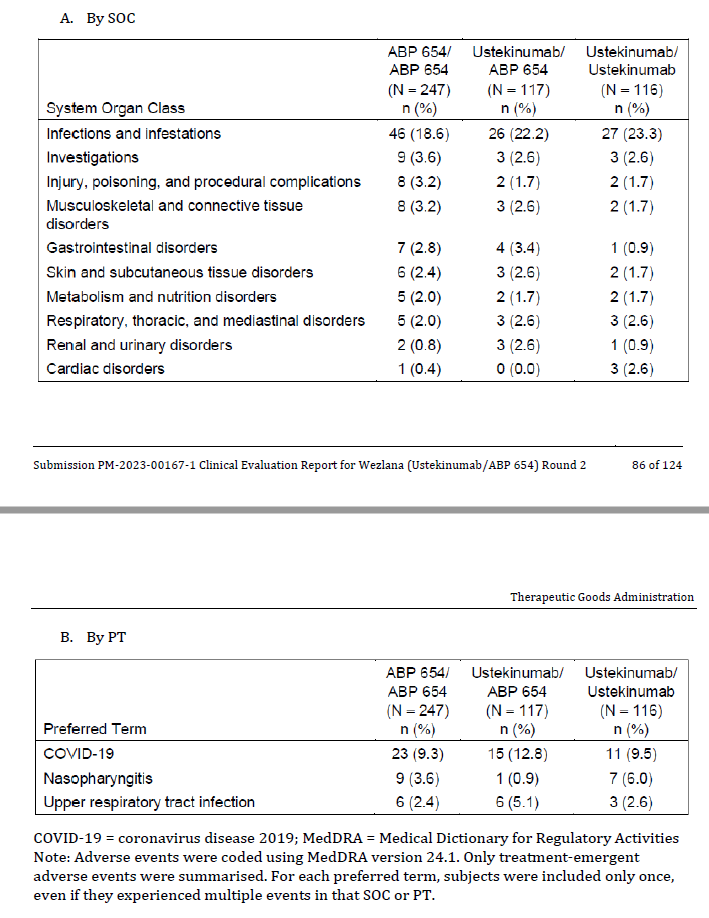 A. By SOC
ABP 654/ Ustekinumab/ Ustekinumab/
ABP 654 ABP 654 Ustekinumab
(N = 247) (N = 117) (N = 116)
System Organ Class n (%) n (%) n (%)
Infections and infestations 46 (18.6) 26 (22.2) 27 (23.3)
Investigations 9 (3.6) 3 (2.6) 3 (2.6)
Injury, poisoning, and procedural complications 8 (3.2) 2 (1.7) 2 (1.7)
Musculoskeletal and connective tissue 8 (3.2) 3 (2.6) 2 (1.7)
disorders
Gastrointestinal disorders 7 (2.8) 4 (3.4) 1 (0.9)
Skin and subcutaneous tissue disorders 6 (2.4) 3 (2.6) 2 (1.7)
Metabolism and nutrition disorders 5 (2.0) 2 (1.7) 2 (1.7)
Respiratory, thoracic, and mediastinal disorders 5 (2.0) 3 (2.6) 3 (2.6)
Renal and urinary disorders 2 (0.8) 3 (2.6) 1 (0.9)
Cardiac disorders 1 (0.4) 0 (0.0) 3 (2.6)
Submission PM-2023-00167-1 Clinical Evaluation Report for Wezlana (Ustekinumab/ABP 654) Round 2 86 of 124
Therapeutic Goods Administration
B. By PT
ABP 654/ Ustekinumab/ Ustekinumab/
ABP 654 ABP 654 Ustekinumab
(N = 247) (N = 117) (N = 116)
Preferred Term n (%) n (%) n (%)
COVID-19 23 (9.3) 15 (12.8) 11 (9.5)
Nasopharyngitis 9 (3.6) 1 (0.9) 7 (6.0)
Upper respiratory tract infection 6 (2.4) 6 (5.1) 3 (2.6)
COVID-19 = coronavirus disease 2019; MedDRA = Medical Dictionary for Regulatory Activities
Note: Adverse events were coded using MedDRA version 24.1. Only treatment-emergent
adverse events were summarised. For each preferred term, subjects were included only once,
even if they experienced multiple events in that SOC or PT.